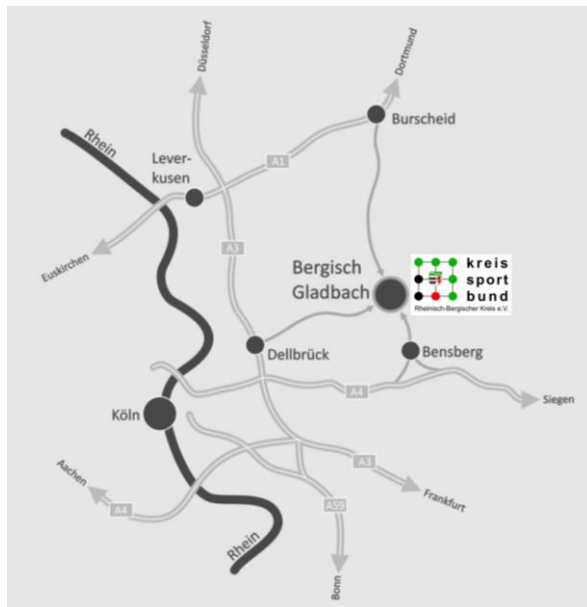 Düsseldorf
Dortmund
Rhein
Burscheid
Lever-
kusen
A1
Euskirchen
A3
Bergisch
Gladbach
kreis
sport
bund
Rheinisch-Bergischer Kreis e.V.
Dellbrück
Bensberg
A4
Siegen
Köln
Aachen
A3
A4
A59
Frankfurt
Rhein
Bonn